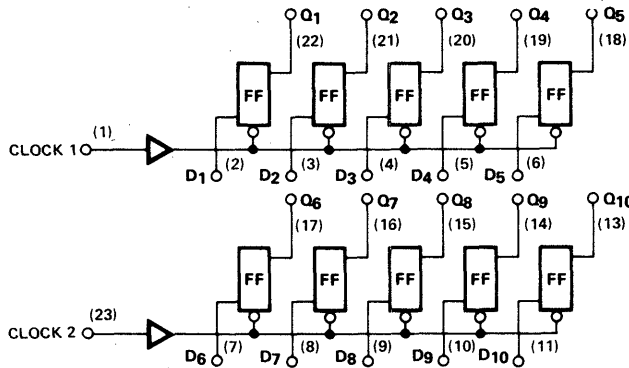 Q1 Q2 Q3 Q4 Q5
(22) (21) (20) (19) (18)
FF FF FF FF FF
(1)
CLOCK 1
(2) (3) (4) (5) (6)
D1 D2 D3 D4 D5
Q6 Q7 Q8 Q9 Q10
(17) (16) (15) (14) (13)
FF FF FF FF FF
(23)
CLOCK 2
D6 (7) D7 (8) D8 (9) D9 (10) D10 (11)